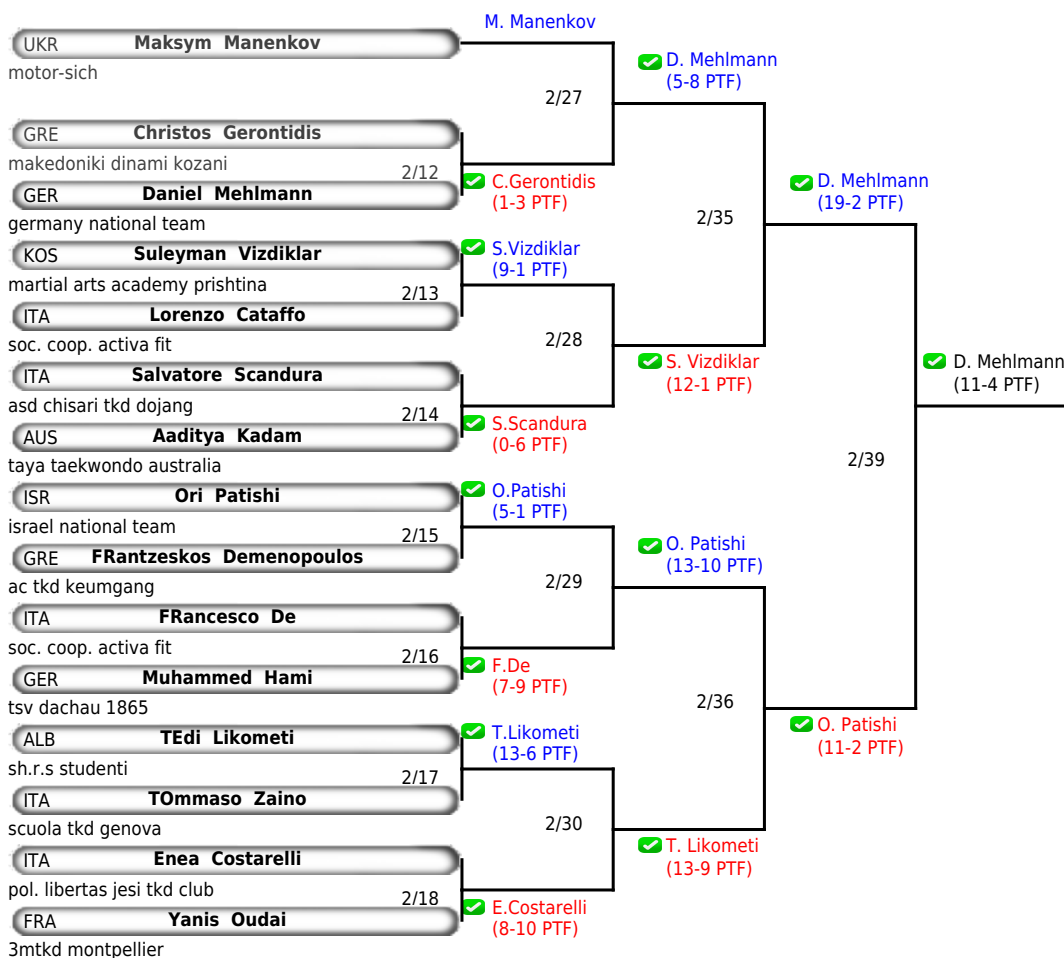 M. Manenkov
UKR Maksym Manenkov
motor-sich
D. Mehlmann
(5-8 PTF)
2/27
GRE Christos Gerontidis
makedoniki dinami kozani
2/12
C.Gerontidis
(1-3 PTF)
GER Daniel Mehlmann
germany national team
D. Mehlmann
(19-2 PTF)
2/35
KOS Suleyman Vizdiklar
martial arts academy prishtina
S.Vizdiklar
(9-1 PTF)
2/13
ITA Lorenzo Cataffo
soc. coop. activa fit
2/28
S. Vizdiklar
(12-1 PTF)
D. Mehlmann
(11-4 PTF)
ITA Salvatore Scandura
asd chisari tkd dojang
2/14
S.Scandura
(0-6 PTF)
AUS Aaditya Kadam
taya taekwondo australia
2/39
ISR Ori Patishi
israel national team
O.Patishi
(5-1 PTF)
2/15
GRE FRantzeskos Demenopoulos
ac tkd keumgang
O. Patishi
(13-10 PTF)
2/29
ITA FRancesco De
soc. coop. activa fit
2/16
F.De
(7-9 PTF)
GER Muhammed Hami
tsv dachau 1865
2/36
O. Patishi
(11-2 PTF)
ALB TEdi Likometi
sh.r.s studenti
T.Likometi
(13-6 PTF)
2/17
ITA TOmmaso Zaino
scuola tkd genova
2/30
T. Likometi
(13-9 PTF)
ITA Enea Costarelli
pol. libertas jesi tkd club
2/18
E.Costarelli
(8-10 PTF)
FRA Yanis Oudai
3mtkd montpellier